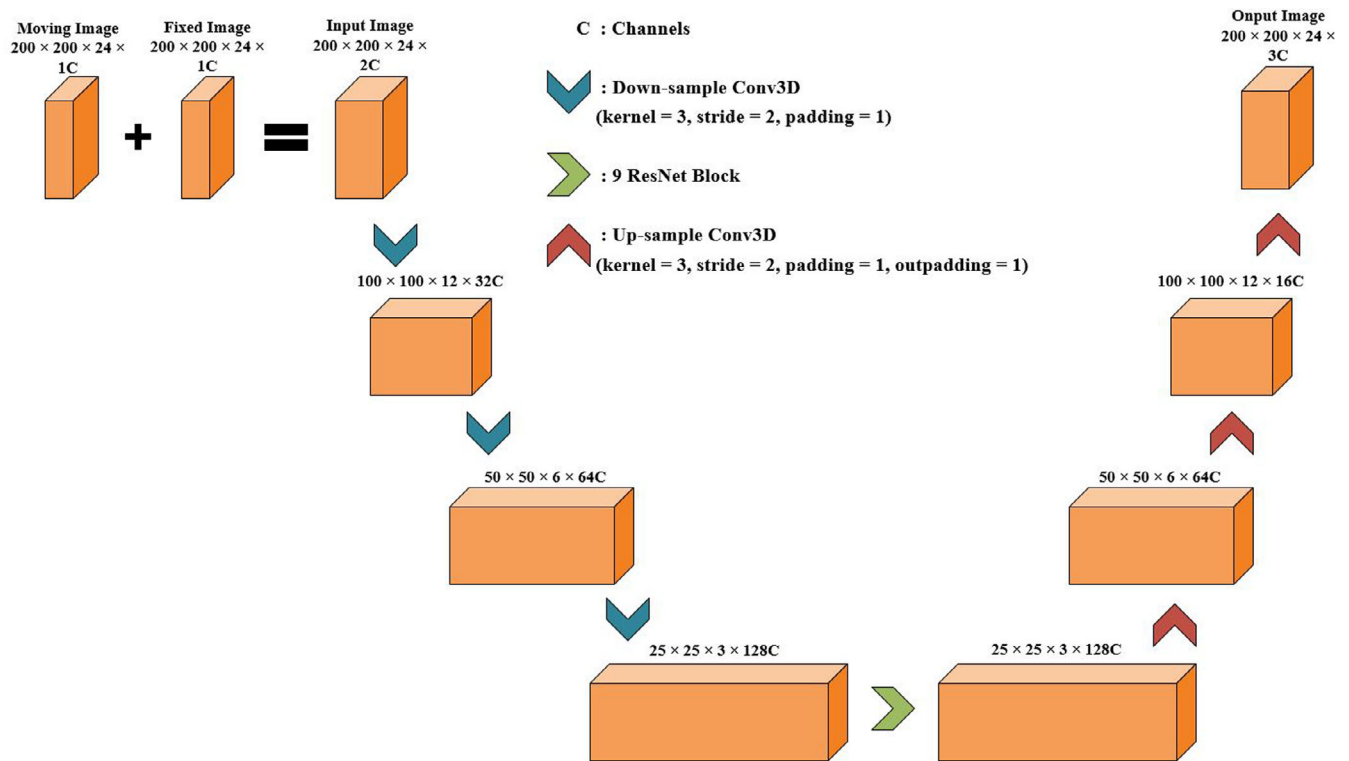 Moving Image
200 × 200 × 24 ×
1C
Fixed Image
200 × 200 × 24 ×
1C
Input Image
200 × 200 × 24 ×
2C
C : Channels
: Down-sample Conv3D
(kernel = 3, stride = 2, padding = 1)
: 9 ResNet Block
: Up-sample Conv3D
(kernel = 3, stride = 2, padding = 1, outpadding = 1)
Onput Image
200 × 200 × 24 ×
3C
100 × 100 × 12 × 32C
100 × 100 × 12 × 16C
50 × 50 × 6 × 64C
50 × 50 × 6 × 64C
25 × 25 × 3 × 128C
25 × 25 × 3 × 128C